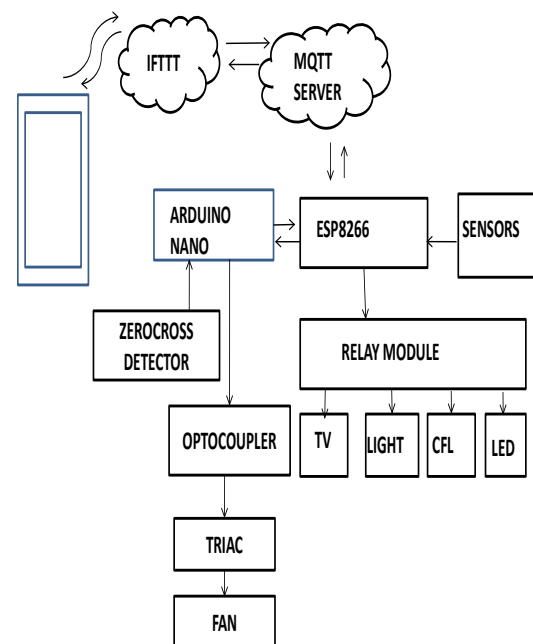 IFTTT
MQTT
SERVER
ARDUINO
NANO
ESP8266
SENSORS
ZEROCROSS
DETECTOR
RELAY MODULE
OPTOCOUPLER
TV
LIGHT
CFL
LED
TRIAC
FAN